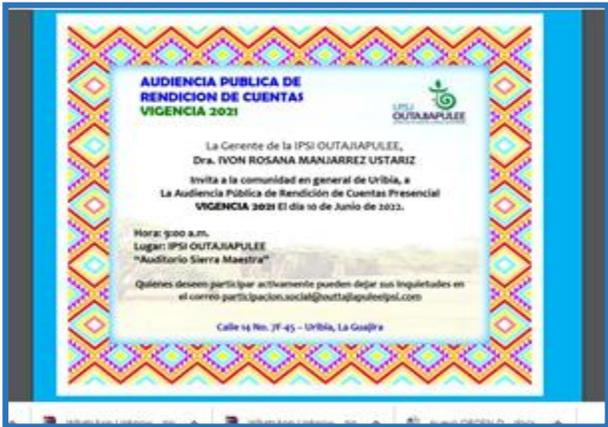 AUDIENCIA PUBLICA DE
RENDICION DE CUENTAS
VIGENCIA 2021
IPSI
OUTAJIAPULEE
La Gerente de la IPSI OUTAJIAPULEE,
Dra. IVON ROSANA MANJARREZ USTARIZ
Invita a la comunidad en general de Uribia, a
La Audiencia Pública de Rendición de Cuentas Presencial
VIGENCIA 2021 El día 10 de Junio de 2022.
Hora: 9:00 a.m.
Lugar: IPSI OUTAJIAPULEE
"Auditorio Sierra Maestra"
Quienes deseen participar activamente pueden dejar sus inquietudes en
el correo participacion.social@outtajiapuleeipsi.com
Calle 14 No. 7F-45 – Uribia, La Guajira